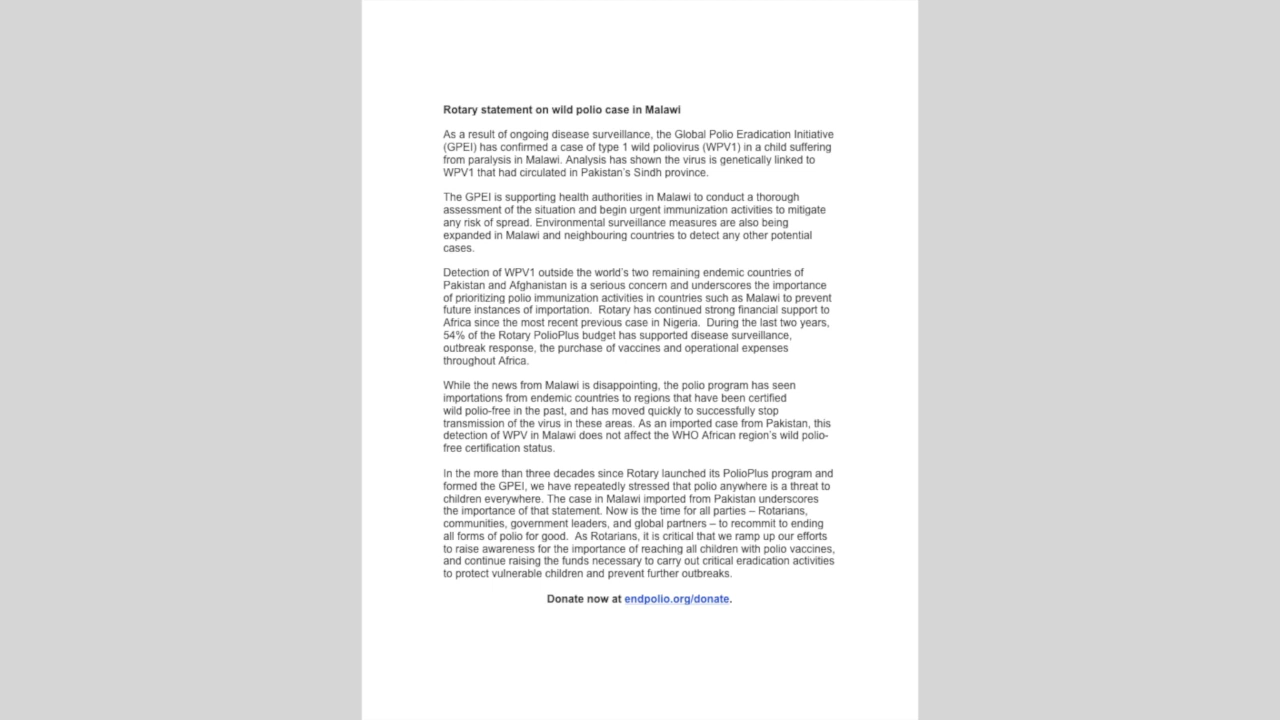 Rotary statement on wild polio case in Malawi
As a result of ongoing disease surveillance, the Global Polio Eradication Initiative
(GPEI) has confirmed a case of type 1 wild poliovirus (WPV1) in a child suffering
from paralysis in Malawi. Analysis has shown the virus is genetically linked to
WPV1 that had circulated in Pakistan's Sindh province.
The GPEI is supporting health authorities in Malawi to conduct a thorough
assessment of the situation and begin urgent immunization activities to mitigate
any risk of spread. Environmental surveillance measures are also being
expanded in Malawi and neighbouring countries to detect any other potential
cases.
Detection of WPV1 outside the world's two remaining endemic countries of
Pakistan and Afghanistan is a serious concern and underscores the importance
of prioritizing polio immunization activities in countries such as Malawi to prevent
future instances of importation.  Rotary has continued strong financial support to
Africa since the most recent previous case in Nigeria.  During the last two years,
54% of the Rotary PolioPlus budget has supported disease surveillance,
outbreak response, the purchase of vaccines and operational expenses
throughout Africa.
While the news from Malawi is disappointing, the polio program has seen
importations from endemic countries to regions that have been certified
wild polio-free in the past, and has moved quickly to successfully stop
transmission of the virus in these areas. As an imported case from Pakistan, this
detection of WPV in Malawi does not affect the WHO African region's wild polio-
free certification status.
In the more than three decades since Rotary launched its PolioPlus program and
formed the GPEI, we have repeatedly stressed that polio anywhere is a threat to
children everywhere. The case in Malawi imported from Pakistan underscores
the importance of that statement. Now is the time for all parties – Rotarians,
communities, government leaders, and global partners – to recommit to ending
all forms of polio for good.  As Rotarians, it is critical that we ramp up our efforts
to raise awareness for the importance of reaching all children with polio vaccines,
and continue raising the funds necessary to carry out critical eradication activities
to protect vulnerable children and prevent further outbreaks.
Donate now at endpolio.org/donate.